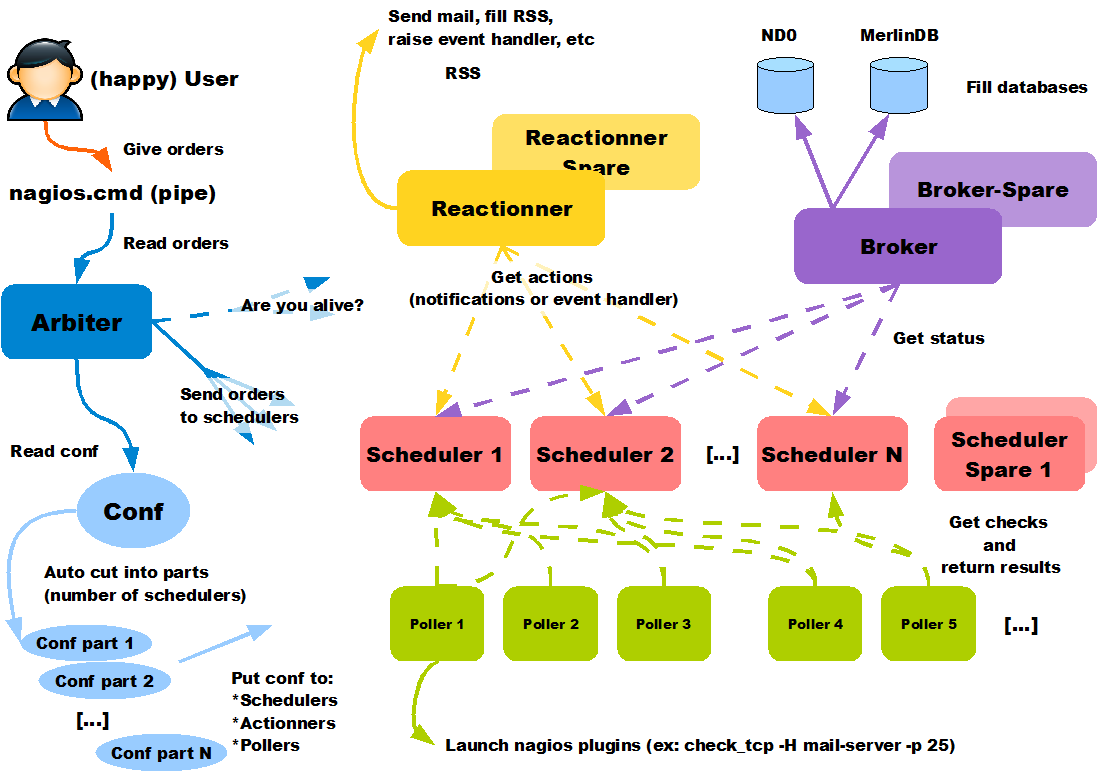 Send mail, fill RSS,
raise event handler, etc
RSS
(happy) User
Give orders
nagios.cmd (pipe)
Read orders
Arbiter
Are you alive?
Send orders
to schedulers
Read conf
Conf
Auto cut into parts
(number of schedulers)
Conf part 1
Conf part 2
[...]
Conf part N
Put conf to:
*Schedulers
*Actionners
*Pollers
Reactionner
Spare
Reactionner
Get actions
(notifications or event handler)
ND0
MerlinDB
Fill databases
Broker-Spare
Broker
Get status
Scheduler 1
Scheduler 2
[...]
Scheduler N
Scheduler
Spare 1
Get checks
and
return results
Poller 1
Poller 2
Poller 3
Poller 4
Poller 5
[...]
Launch nagios plugins (ex: check_tcp -H mail-server -p 25)